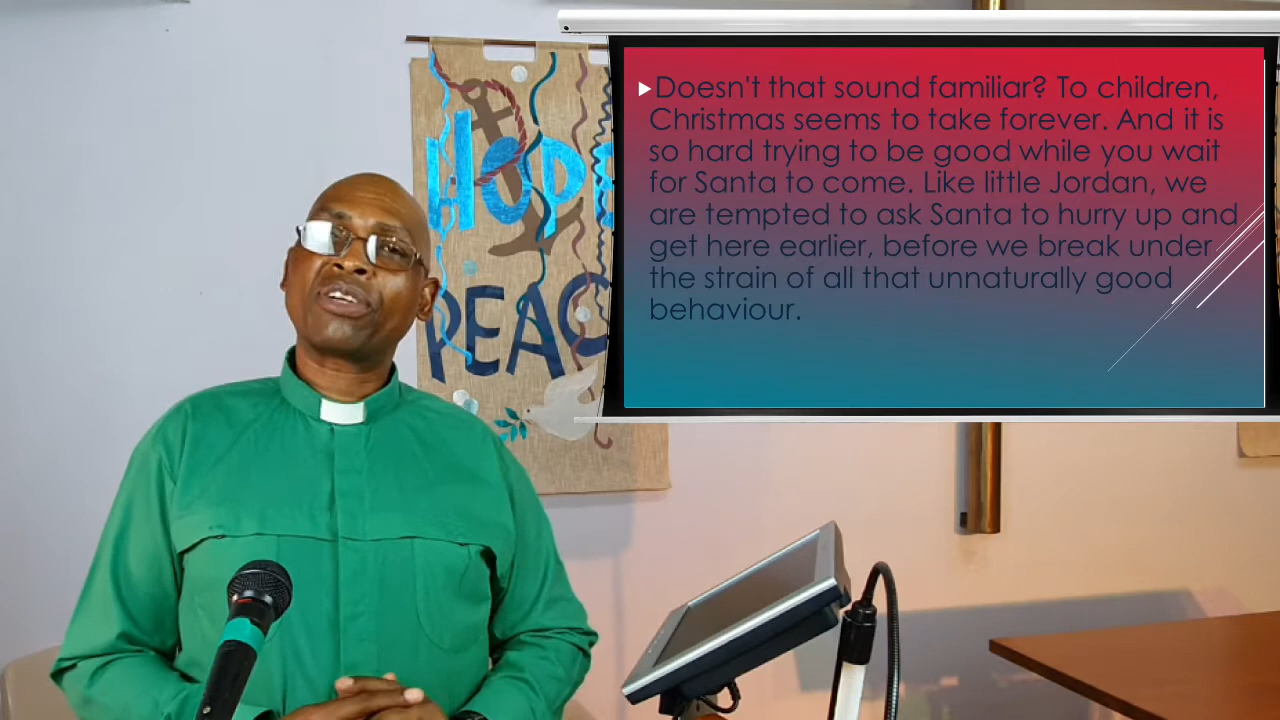 HOPE
PEAC
Doesn't that sound familiar? To children,
Christmas seems to take forever. And it is
so hard trying to be good while you wait
for Santa to come. Like little Jordan, we
are tempted to ask Santa to hurry up and
get here earlier, before we break under
the strain of all that unnaturally good
behaviour.